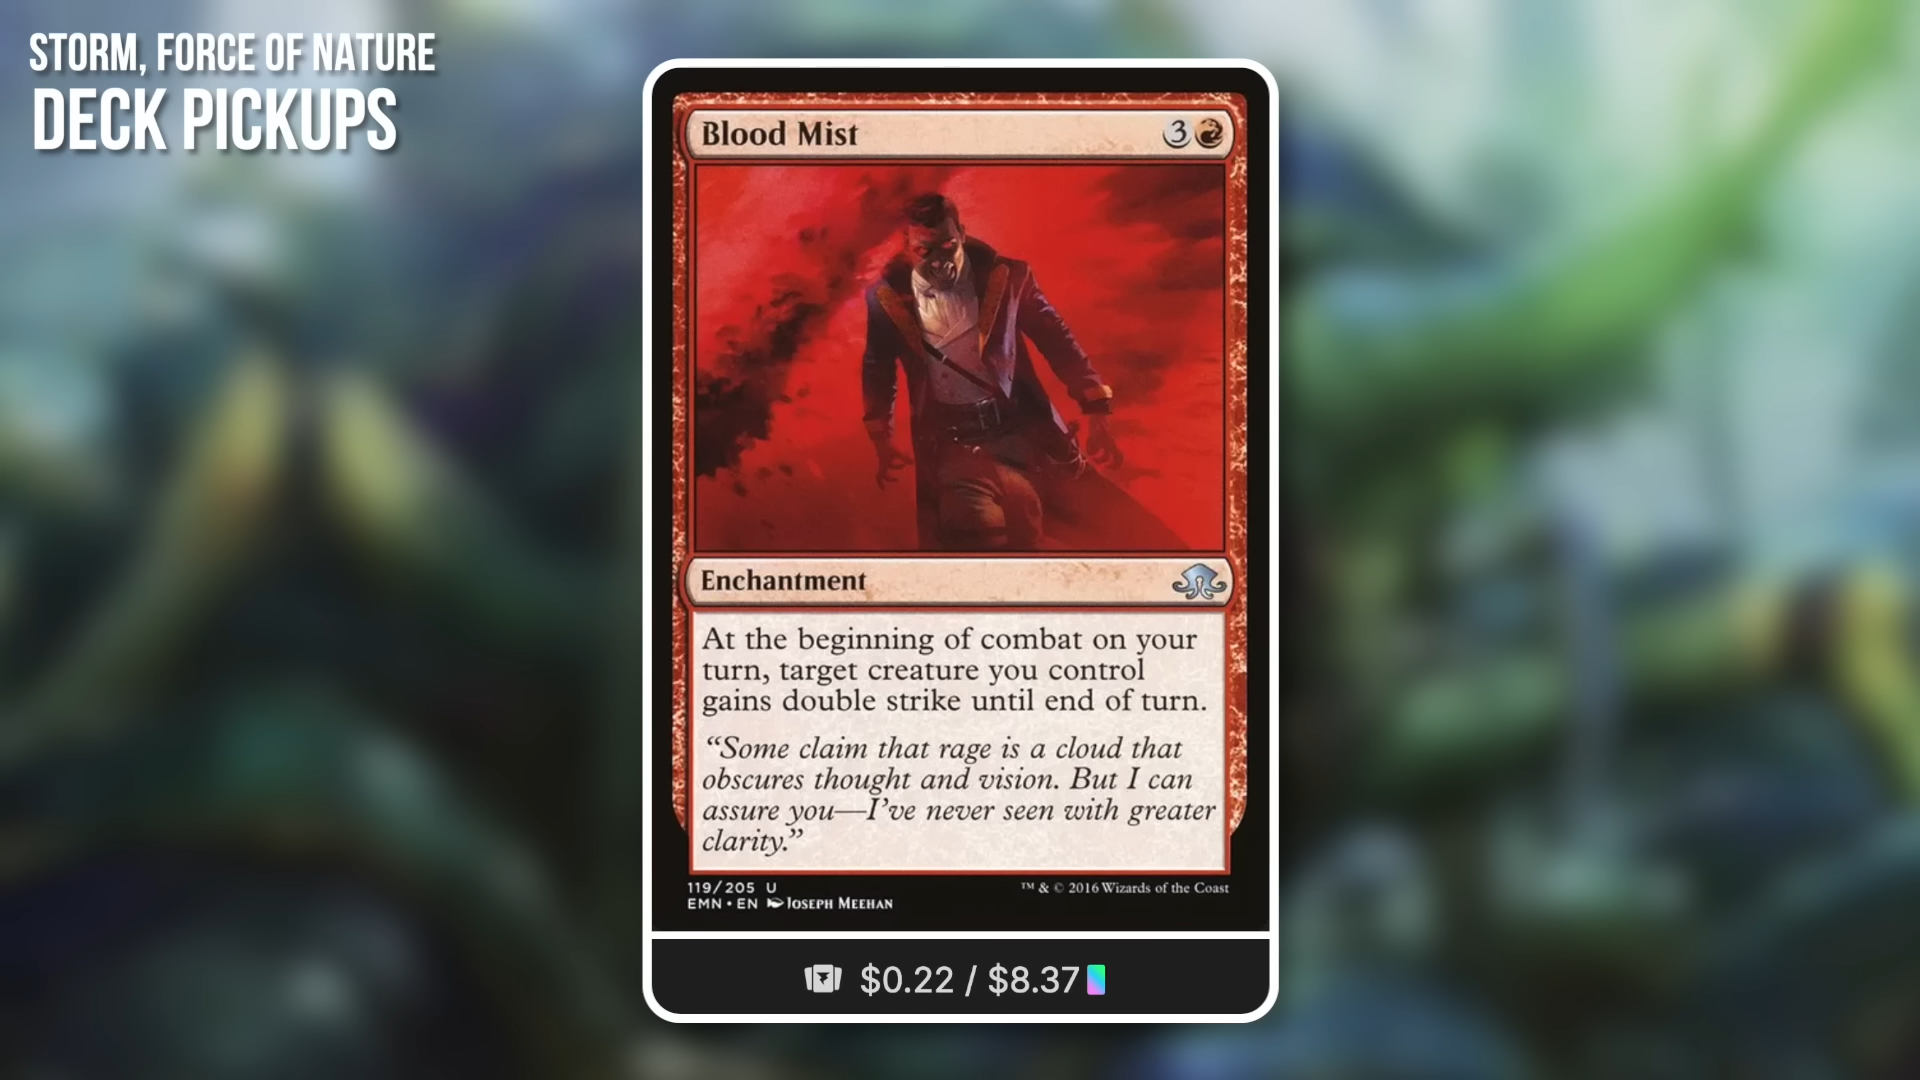 STORM, FORCE OF NATURE
DECK PICKUPS
Blood Mist
3
Enchantment
At the beginning of combat on your
turn, target creature you control
gains double strike until end of turn.
“Some claim that rage is a cloud that
obscures thought and vision. But I can
assure you—I’ve never seen with greater
clarity.”
119/205 U
EMN • EN Joseph Meehan
™ & © 2016 Wizards of the Coast
$0.22 / $8.37